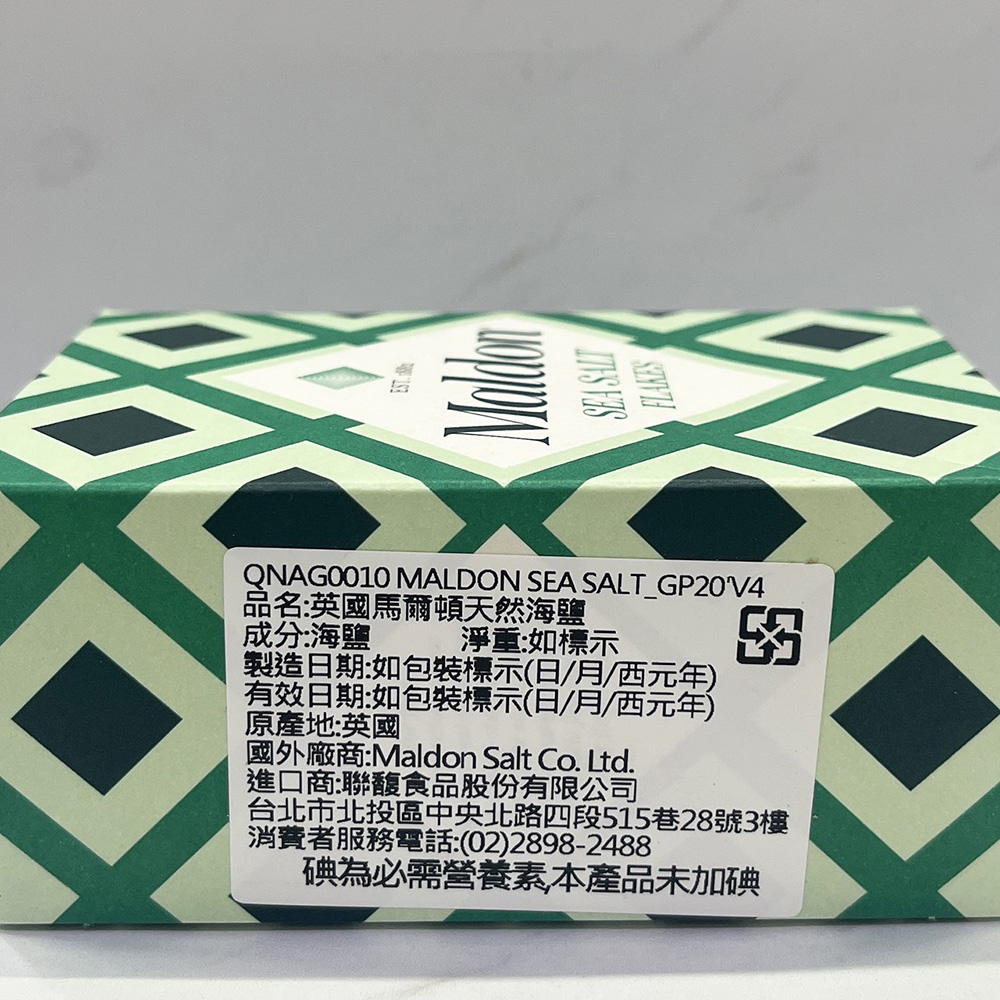 EST. 1882
Maldon
SEA SALT
FLAKES
QNAG0010 MALDON SEA SALT_GP20'V4
品名:英國馬爾頓天然海鹽
成分:海鹽 淨重:如標示
製造日期:如包裝標示(日/月/西元年)
有效日期:如包裝標示(日/月/西元年)
原產地:英國
國外廠商:Maldon Salt Co. Ltd.
進口商:聯馥食品股份有限公司
台北市北投區中央北路四段515巷28號3樓
消費者服務電話:(02)2898-2488
碘為必需營養素,本產品未加碘